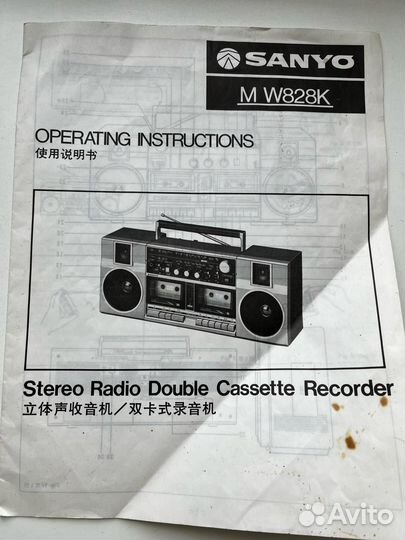 SANYO
M W828K
OPERATING INSTRUCTIONS
使用说明书
Stereo Radio Double Cassette Recorder
立体声收音机／双卡式录音机
Avito